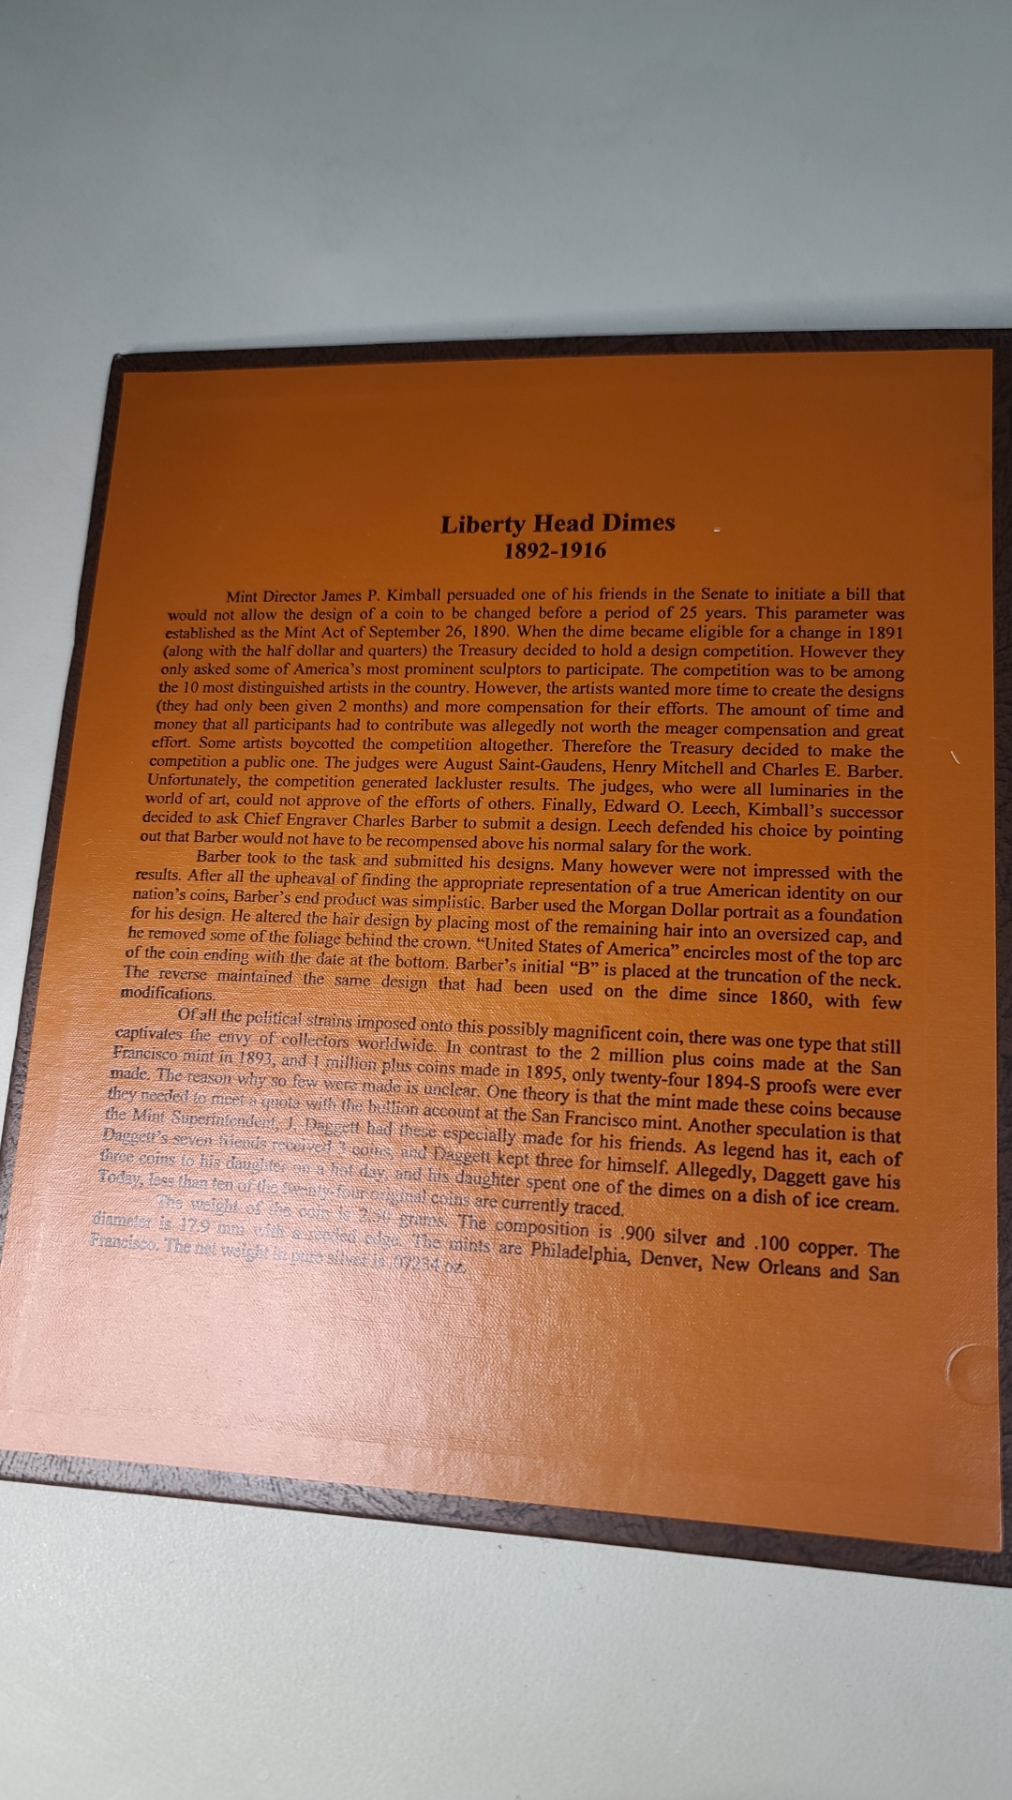 Liberty Head Dimes
1892-1916
Mint Director James P. Kimball persuaded one of his friends in the Senate to initiate a bill that
would not allow the design of a coin to be changed before a period of 25 years. This parameter was
established as the Mint Act of September 26, 1890. When the dime became eligible for a change in 1891
(along with the half dollar and quarters) the Treasury decided to hold a design competition. However they
only asked some of America's most prominent sculptors to participate. The competition was to be among
the 10 most distinguished artists in the country. However, the artists wanted more time to create the designs
(they had only been given 2 months) and more compensation for their efforts. The amount of time and
money that all participants had to contribute was allegedly not worth the meager compensation and great
effort. Some artists boycotted the competition altogether. Therefore the Treasury decided to make the
competition a public one. The judges were August Saint-Gaudens, Henry Mitchell and Charles E. Barber.
Unfortunately, the competition generated lackluster results. The judges, who were all luminaries in the
world of art, could not approve of the efforts of others. Finally, Edward O. Leech, Kimball's successor
decided to ask Chief Engraver Charles Barber to submit a design. Leech defended his choice by pointing
out that Barber would not have to be recompensed above his normal salary for the work.
Barber took to the task and submitted his designs. Many however were not impressed with the
results. After all the upheaval of finding the appropriate representation of a true American identity on our
nation's coins, Barber's end product was simplistic. Barber used the Morgan Dollar portrait as a foundation
for his design. He altered the hair design by placing most of the remaining hair into an oversized cap, and
he removed some of the foliage behind the crown. "United States of America" encircles most of the top arc
of the coin ending with the date at the bottom. Barber's initial "B" is placed at the truncation of the neck.
The reverse maintained the same design that had been used on the dime since 1860, with few
modifications.
Of all the political strains imposed onto this possibly magnificent coin, there was one type that still
captivates the envy of collectors worldwide. In contrast to the 2 million plus coins made at the San
Francisco mint in 1893, and 1 million plus coins made in 1895, only twenty-four 1894-S proofs were ever
made. The reason why so few were made is unclear. One theory is that the mint made these coins because
they needed to meet a quota with the bullion account at the San Francisco mint. Another speculation is that
the Mint Superintendent, J. Daggett had these especially made for his friends. As legend has it, each of
Daggett's seven friends received 3 coins, and Daggett kept three for himself. Allegedly, Daggett gave his
three coins to his daughter on a hot day, and his daughter spent one of the dimes on a dish of ice cream.
Today, less than ten of the twenty-four original coins are currently traced.
The weight of the coin is 2.50 grams. The composition is .900 silver and .100 copper. The
diameter is 17.9 mm with a reeded edge. The mints are Philadelphia, Denver, New Orleans and San
Francisco. The net weight in pure silver is .07234 oz.